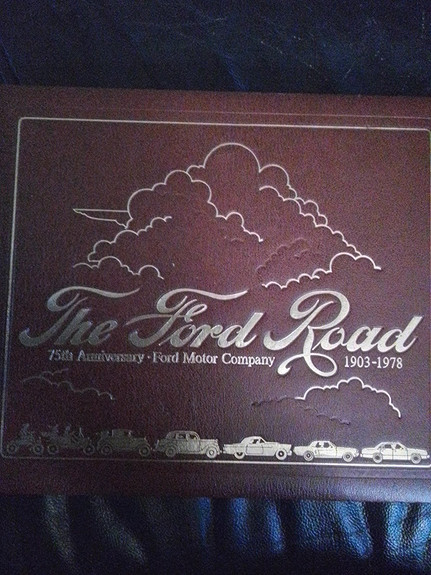 The Ford Road
75th Anniversary · Ford Motor Company 1903-1978